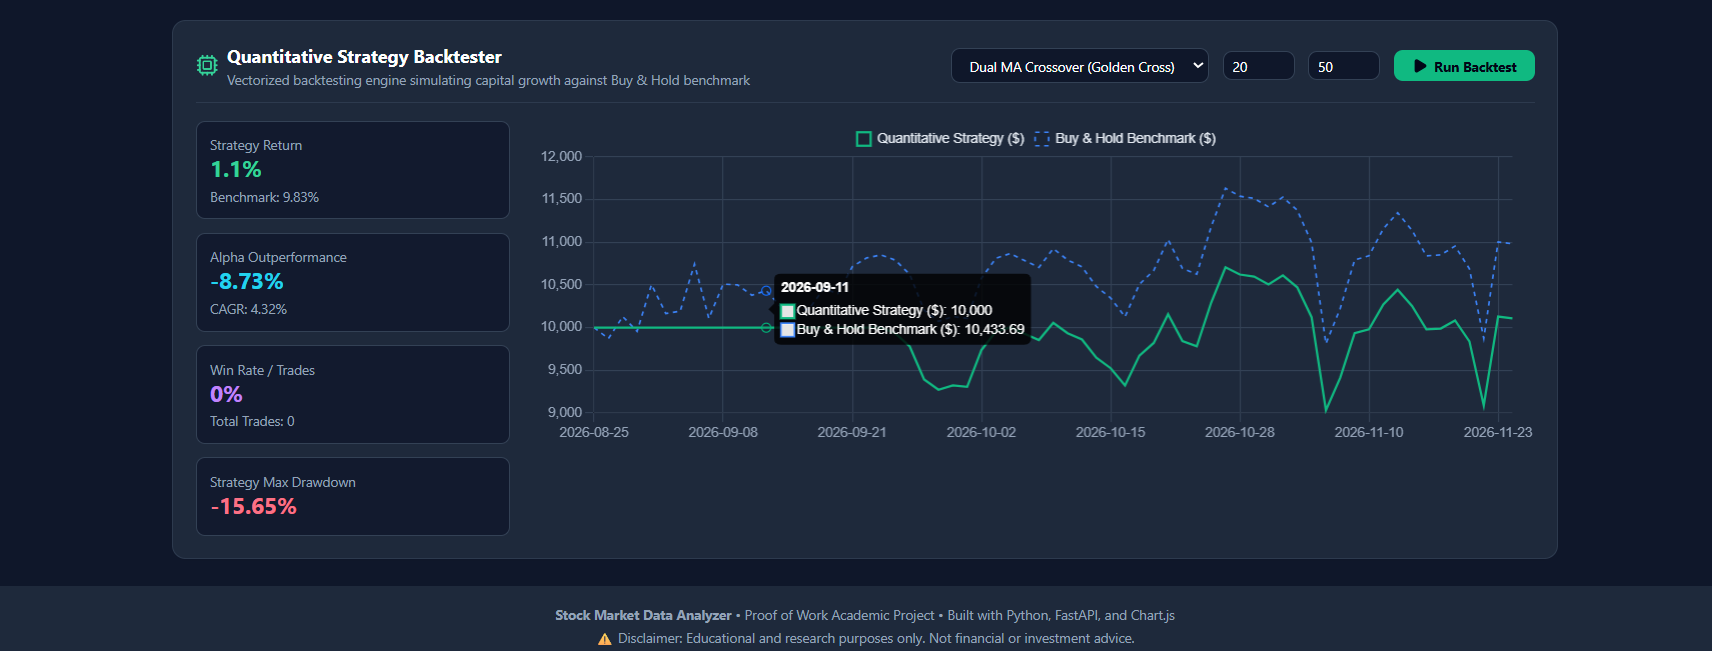 Quantitative Strategy Backtester
Vectorized backtesting engine simulating capital growth against Buy & Hold benchmark
Dual MA Crossover (Golden Cross)
20
50
Run Backtest
Strategy Return
1.1%
Benchmark: 9.83%
Alpha Outperformance
-8.73%
CAGR: 4.32%
Win Rate / Trades
0%
Total Trades: 0
Strategy Max Drawdown
-15.65%
Quantitative Strategy ($)
Buy & Hold Benchmark ($)
12,000
11,500
11,000
10,500
10,000
9,500
9,000
2026-09-11
Quantitative Strategy ($): 10,000
Buy & Hold Benchmark ($): 10,433.69
2026-08-25
2026-09-08
2026-09-21
2026-10-02
2026-10-15
2026-10-28
2026-11-10
2026-11-23
Stock Market Data Analyzer • Proof of Work Academic Project • Built with Python, FastAPI, and Chart.js
⚠️ Disclaimer: Educational and research purposes only. Not financial or investment advice.